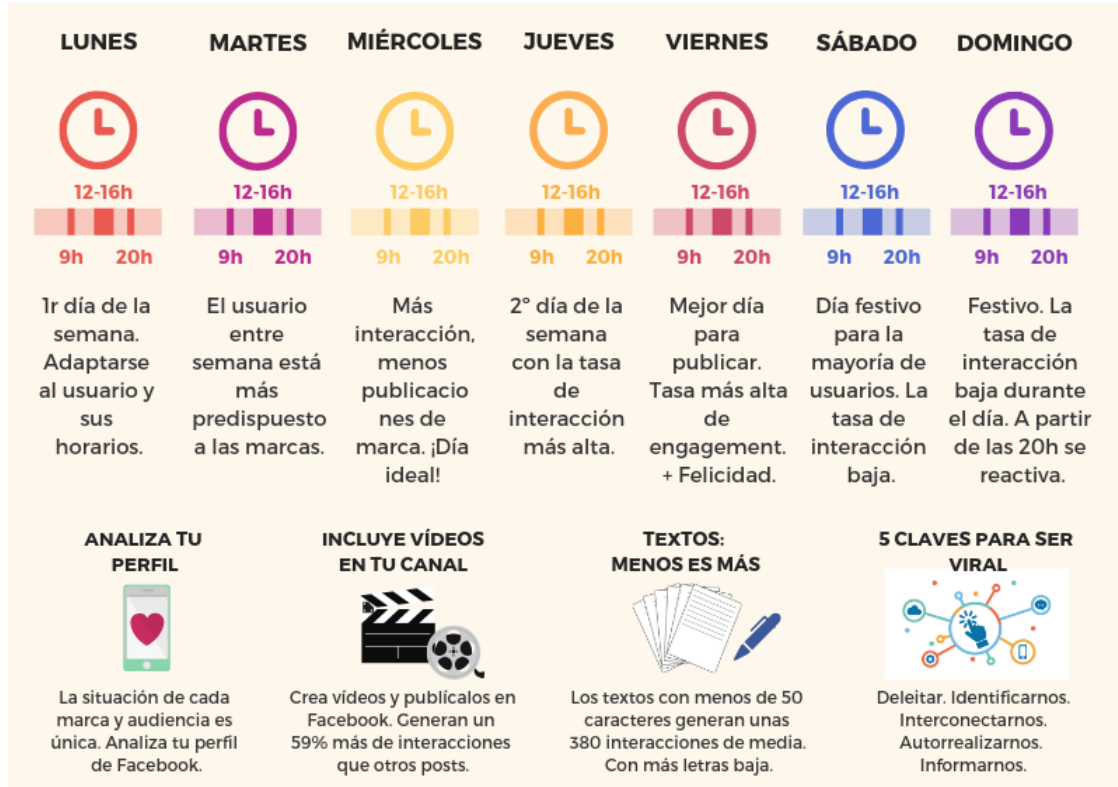 LUNES
MARTES
MIÉRCOLES
JUEVES
VIERNES
SÁBADO
DOMINGO
12-16h
12-16h
12-16h
12-16h
12-16h
12-16h
12-16h
9h 20h
9h 20h
9h 20h
9h 20h
9h 20h
9h 20h
9h 20h
1r día de la
semana.
Adaptarse
al usuario y
sus
horarios.
El usuario
entre
semana está
más
predispuesto
a las marcas.
Más
interacción,
menos
publicacio
nes de
marca. ¡Día
ideal!
2º día de la
semana
con la tasa
de
interacción
más alta.
Mejor día
para
publicar.
Tasa más alta
de
engagement.
+ Felicidad.
Día festivo
para la
mayoría de
usuarios. La
tasa de
interacción
baja.
Festivo. La
tasa de
interacción
baja durante
el día. A partir
de las 20h se
reactiva.
ANALIZA TU
PERFIL
La situación de cada
marca y audiencia es
única. Analiza tu perfil
de Facebook.
INCLUYE VÍDEOS
EN TU CANAL
Crea vídeos y publícalos en
Facebook. Generan un
59% más de interacciones
que otros posts.
TEXTOS:
MENOS ES MÁS
Los textos con menos de 50
caracteres generan unas
380 interacciones de media.
Con más letras baja.
5 CLAVES PARA SER
VIRAL
Deleitar. Identificarnos.
Interconectarnos.
Autorrealizarnos.
Informarnos.